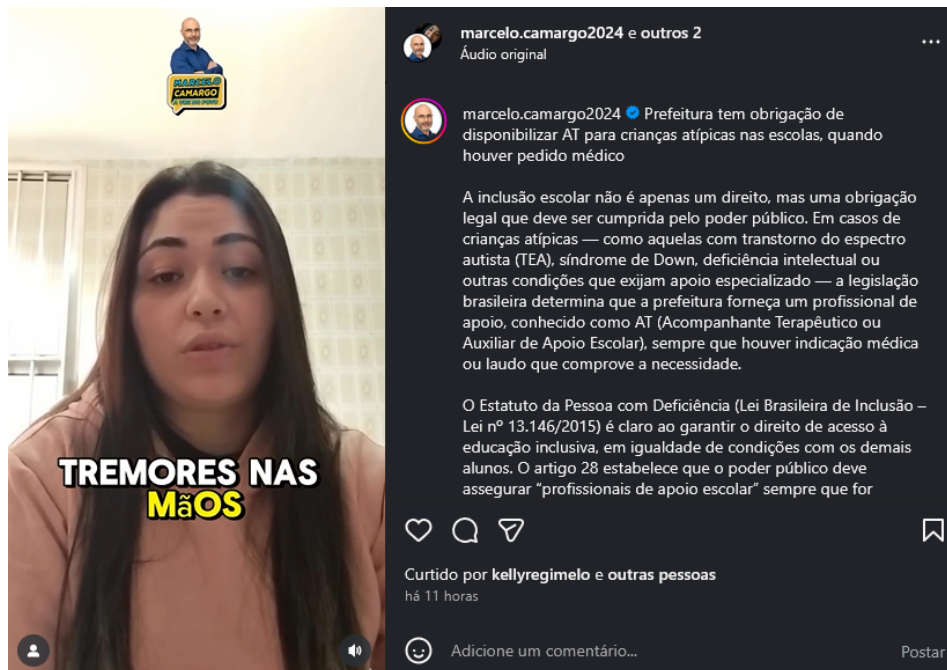 MARCELO
CAMARGO
A VOZ DO POVO
TREMORES NAS
MãOS
marcelo.camargo2024 e outros 2
Áudio original
marcelo.camargo2024 Prefeitura tem obrigação de
disponibilizar AT para crianças atípicas nas escolas, quando
houver pedido médico
A inclusão escolar não é apenas um direito, mas uma obrigação
legal que deve ser cumprida pelo poder público. Em casos de
crianças atípicas — como aquelas com transtorno do espectro
autista (TEA), síndrome de Down, deficiência intelectual ou
outras condições que exijam apoio especializado — a legislação
brasileira determina que a prefeitura forneça um profissional de
apoio, conhecido como AT (Acompanhante Terapêutico ou
Auxiliar de Apoio Escolar), sempre que houver indicação médica
ou laudo que comprove a necessidade.
O Estatuto da Pessoa com Deficiência (Lei Brasileira de Inclusão –
Lei nº 13.146/2015) é claro ao garantir o direito de acesso à
educação inclusiva, em igualdade de condições com os demais
alunos. O artigo 28 estabelece que o poder público deve
assegurar “profissionais de apoio escolar” sempre que for
Curtido por kellyregimelo e outras pessoas
há 11 horas
Adicione um comentário...
Postar